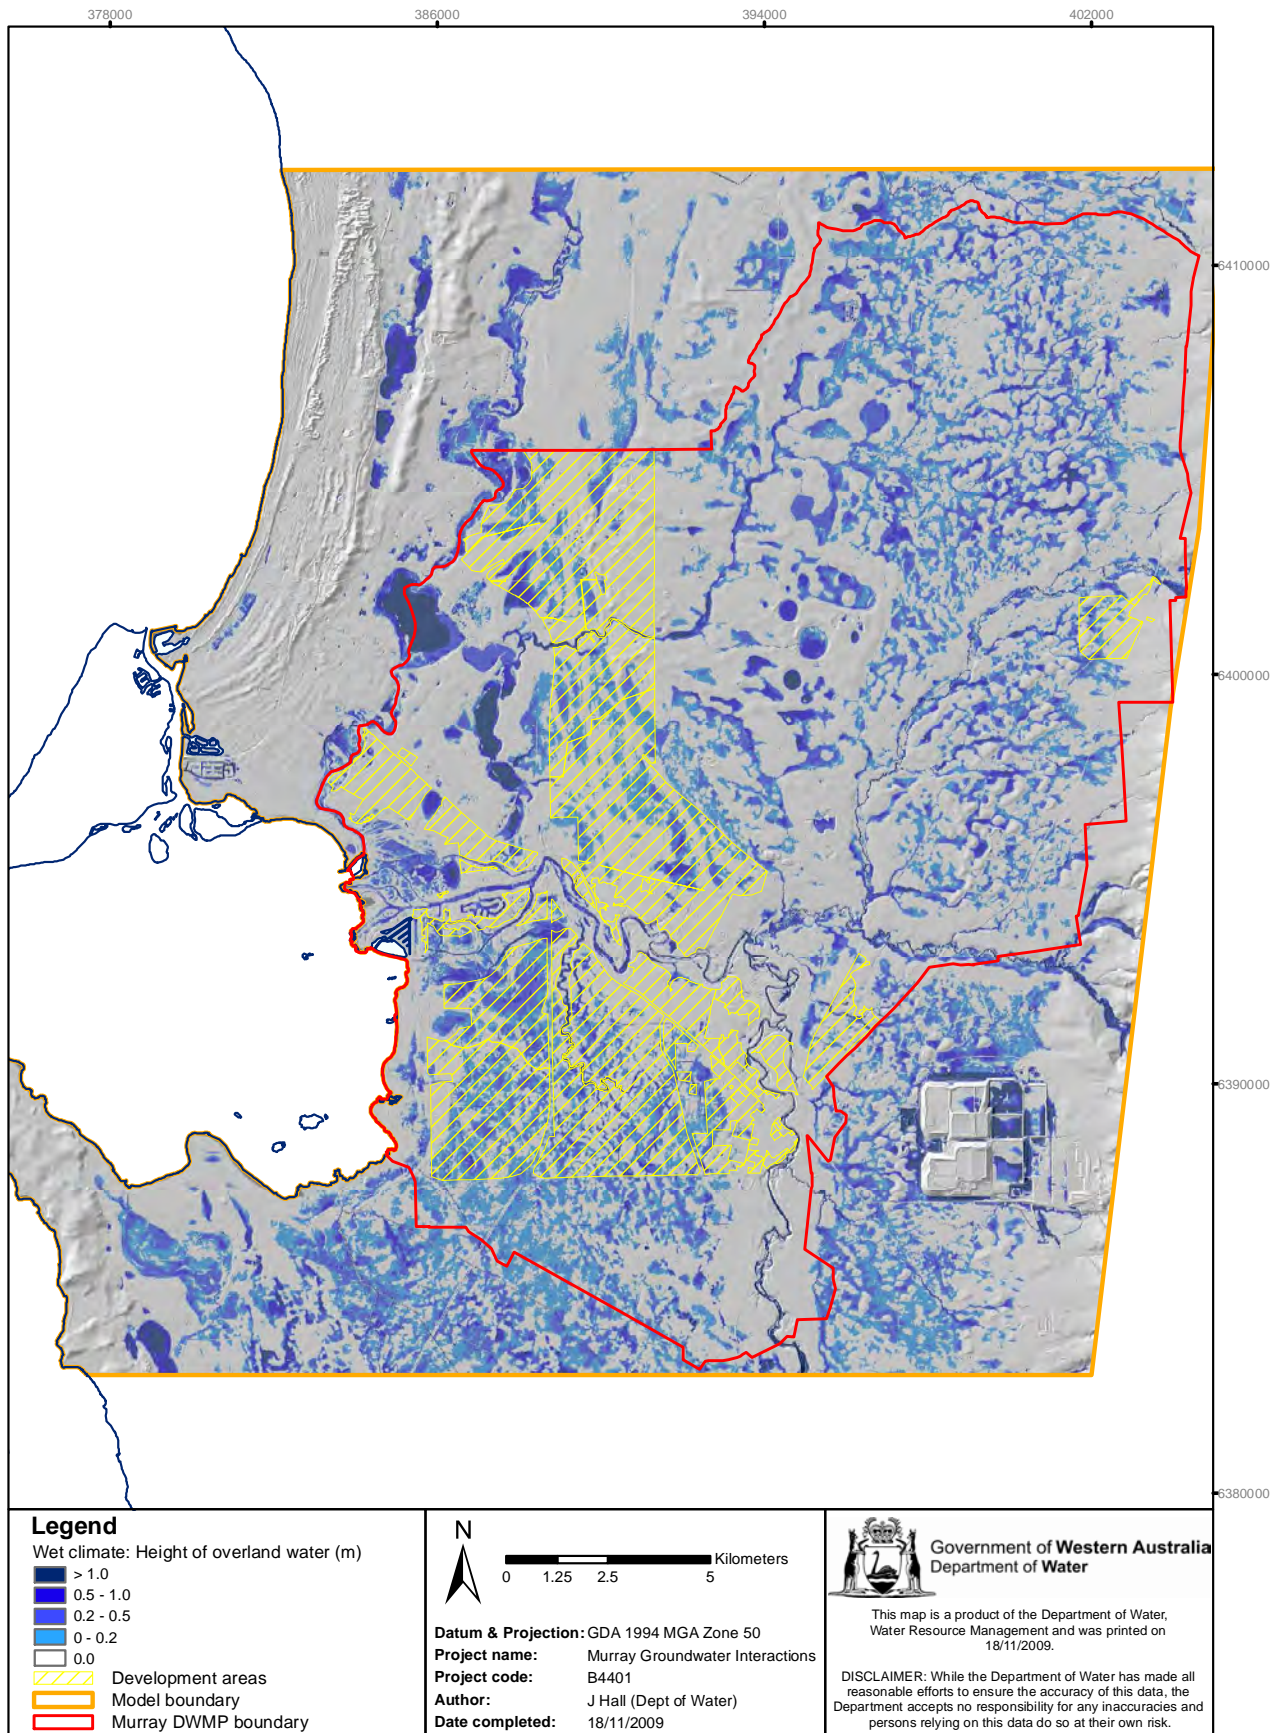 378000 386000 394000 402000
6410000
6400000
6390000
6380000
Legend
Wet climate: Height of overland water (m)
> 1.0
0.5 - 1.0
0.2 - 0.5
0 - 0.2
0.0
Development areas
Model boundary
Murray DWMP boundary
N
Kilometers
0 1.25 2.5 5
Datum & Projection: GDA 1994 MGA Zone 50
Project name: Murray Groundwater Interactions
Project code: B4401
Author: J Hall (Dept of Water)
Date completed: 18/11/2009
Government of Western Australia
Department of Water
This map is a product of the Department of Water,
Water Resource Management and was printed on
18/11/2009.
DISCLAIMER: While the Department of Water has made all
reasonable efforts to ensure the accuracy of this data, the
Department accepts no responsibility for any inaccuracies and
persons relying on this data do so at their own risk.